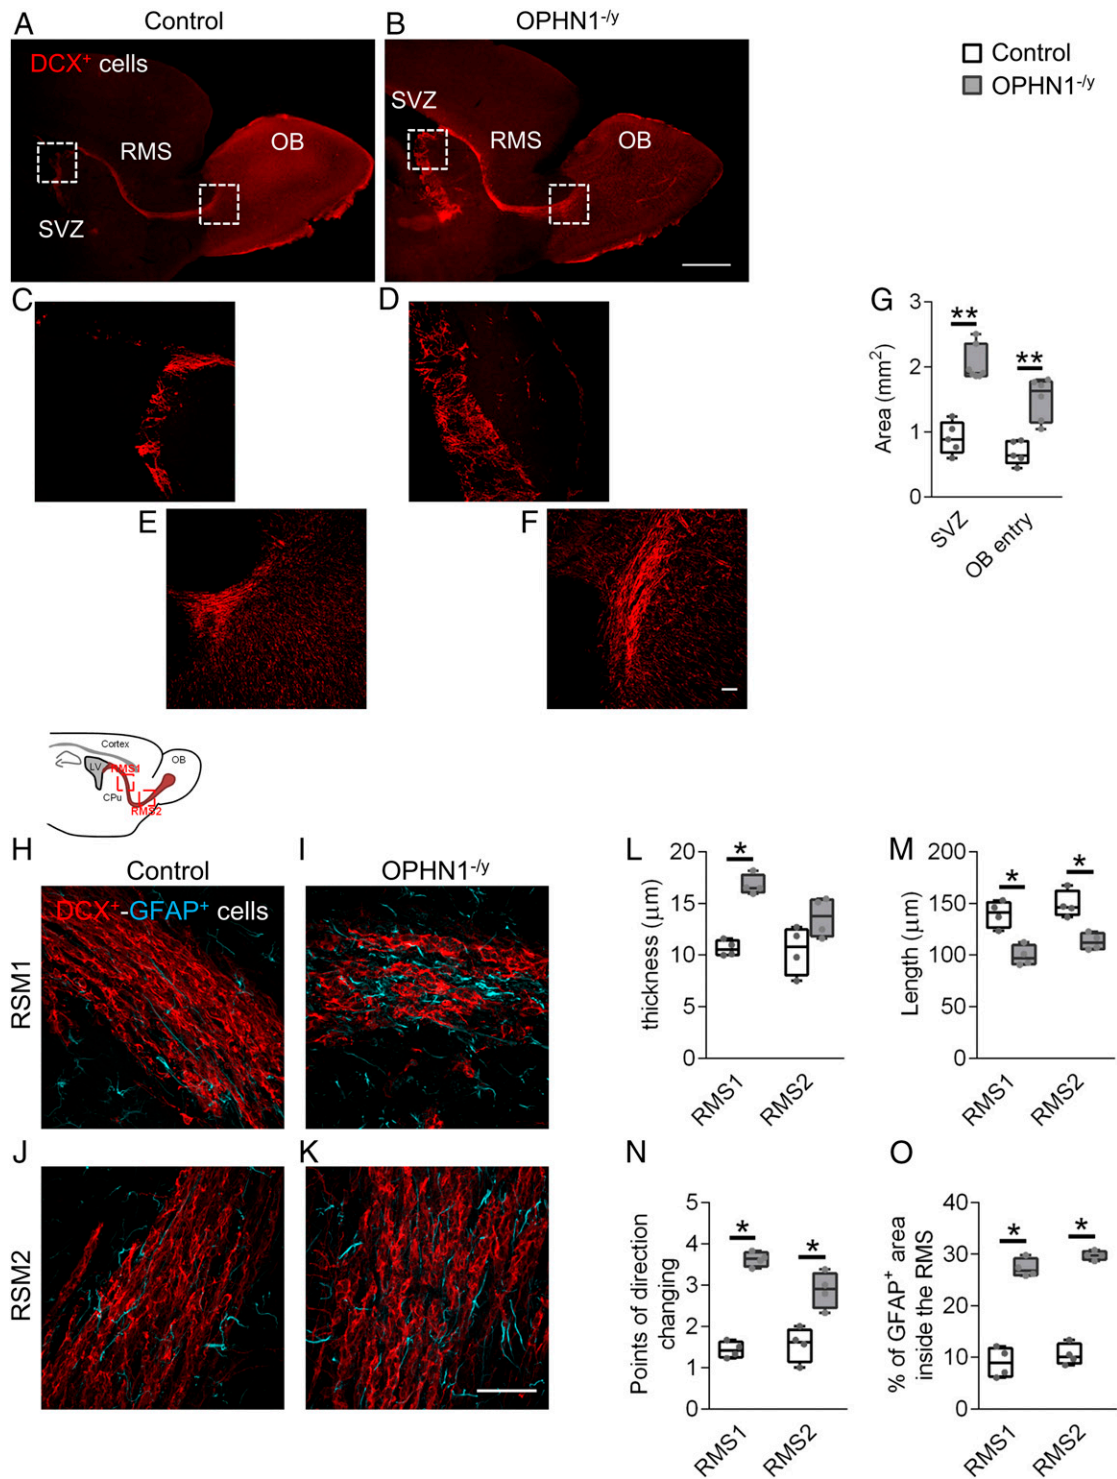 A
Control
B
OPHN1-/y
Control
OPHN1-/y
DCX+ cells
SVZ
RMS
OB
SVZ
RMS
OB
C
D
G
Area (mm2)
3
2
1
0
**
**
SVZ
OB entry
E
F
Cortex
OB
LV
RMS1
CPu
RMS2
H
Control
I
OPHN1-/y
DCX+-GFAP+ cells
RSM1
L
thickness (μm)
20
15
10
5
0
*
RMS1
RMS2
M
Length (μm)
200
150
100
50
0
*
*
RMS1
RMS2
J
K
RSM2
N
Points of direction
changing
5
4
3
2
1
0
*
*
RMS1
RMS2
O
% of GFAP+ area
inside the RMS
40
30
20
10
0
*
*
RMS1
RMS2